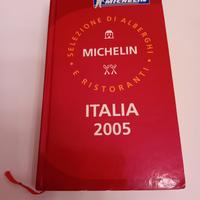 MICHELIN
SELEZIONE DI ALBERGHI
MICHELIN
E RISTORANTI
ITALIA
2005